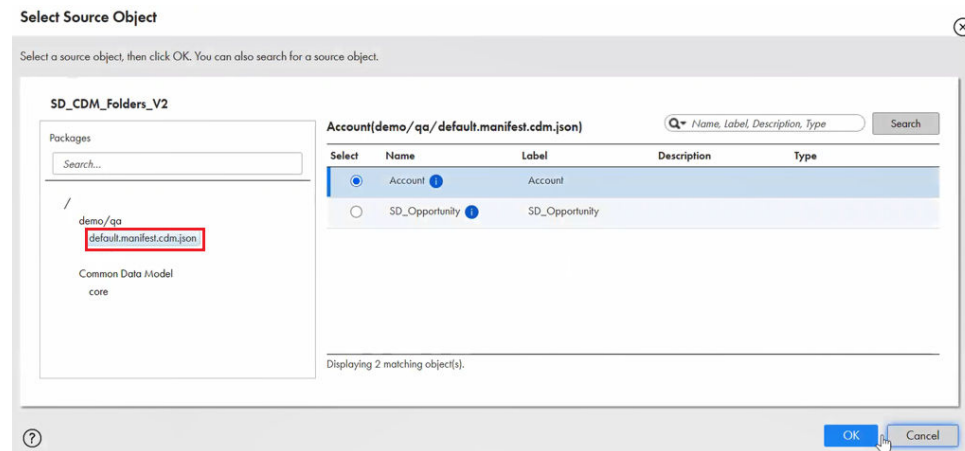 Select Source Object
Select a source object, then click OK. You can also search for a source object.
SD_CDM_Folders_V2
Packages
Search...
/
demo/qa
default.manifest.cdm.json
Common Data Model
core
Account(demo/qa/default.manifest.cdm.json)
Name, Label, Description, Type
Search
Select Name Label Description Type
Account Account
SD_Opportunity SD_Opportunity
Displaying 2 matching object(s).
OK
Cancel